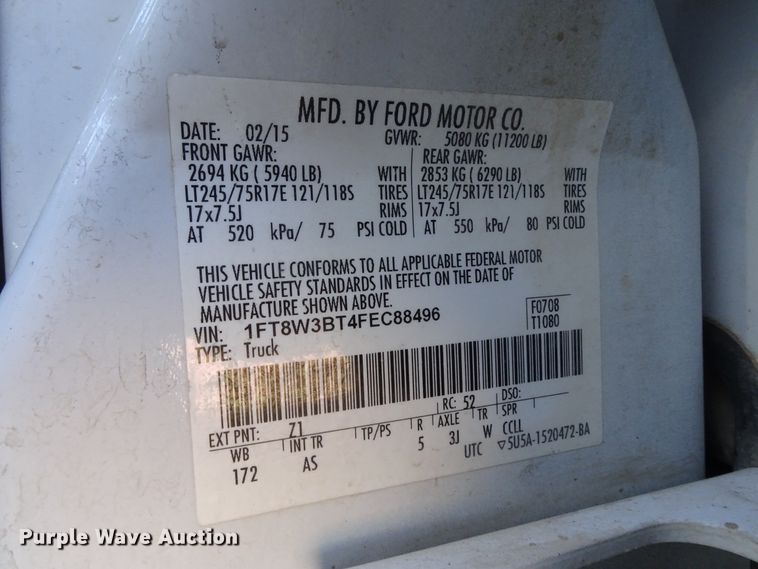 MFD. BY FORD MOTOR CO.
DATE: 02/15 GVWR: 5080 KG (11200 LB)
FRONT GAWR: REAR GAWR:
2694 KG ( 5940 LB) WITH 2853 KG ( 6290 LB) WITH
LT245/75R17E 121/118S TIRES LT245/75R17E 121/118S TIRES
17x7.5J RIMS 17x7.5J RIMS
AT 520 kPa/ 75 PSI COLD AT 550 kPa/ 80 PSI COLD
THIS VEHICLE CONFORMS TO ALL APPLICABLE FEDERAL MOTOR
VEHICLE SAFETY STANDARDS IN EFFECT ON THE DATE OF
MANUFACTURE SHOWN ABOVE.
VIN: 1FT8W3BT4FEC88496 F0708
TYPE: Truck T1080
EXT PNT: Z1 RC: 52 DSO:
WB INT TR TP/PS R AXLE TR SPR
172 AS 5 3J W CCLL
UTC ▽5U5A-1520472-BA
Purple Wave Auction